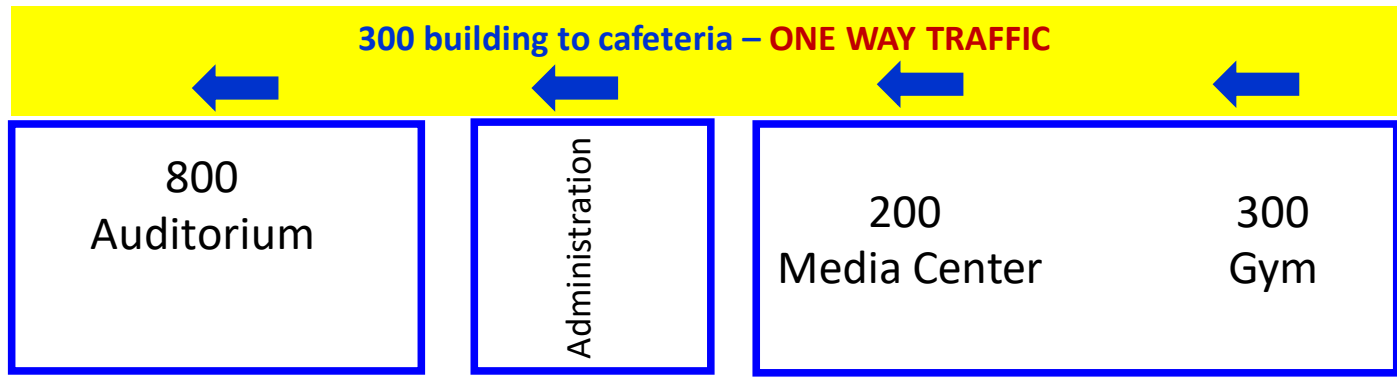 300 building to cafeteria – ONE WAY TRAFFIC
800
Auditorium
Administration
200
Media Center
300
Gym